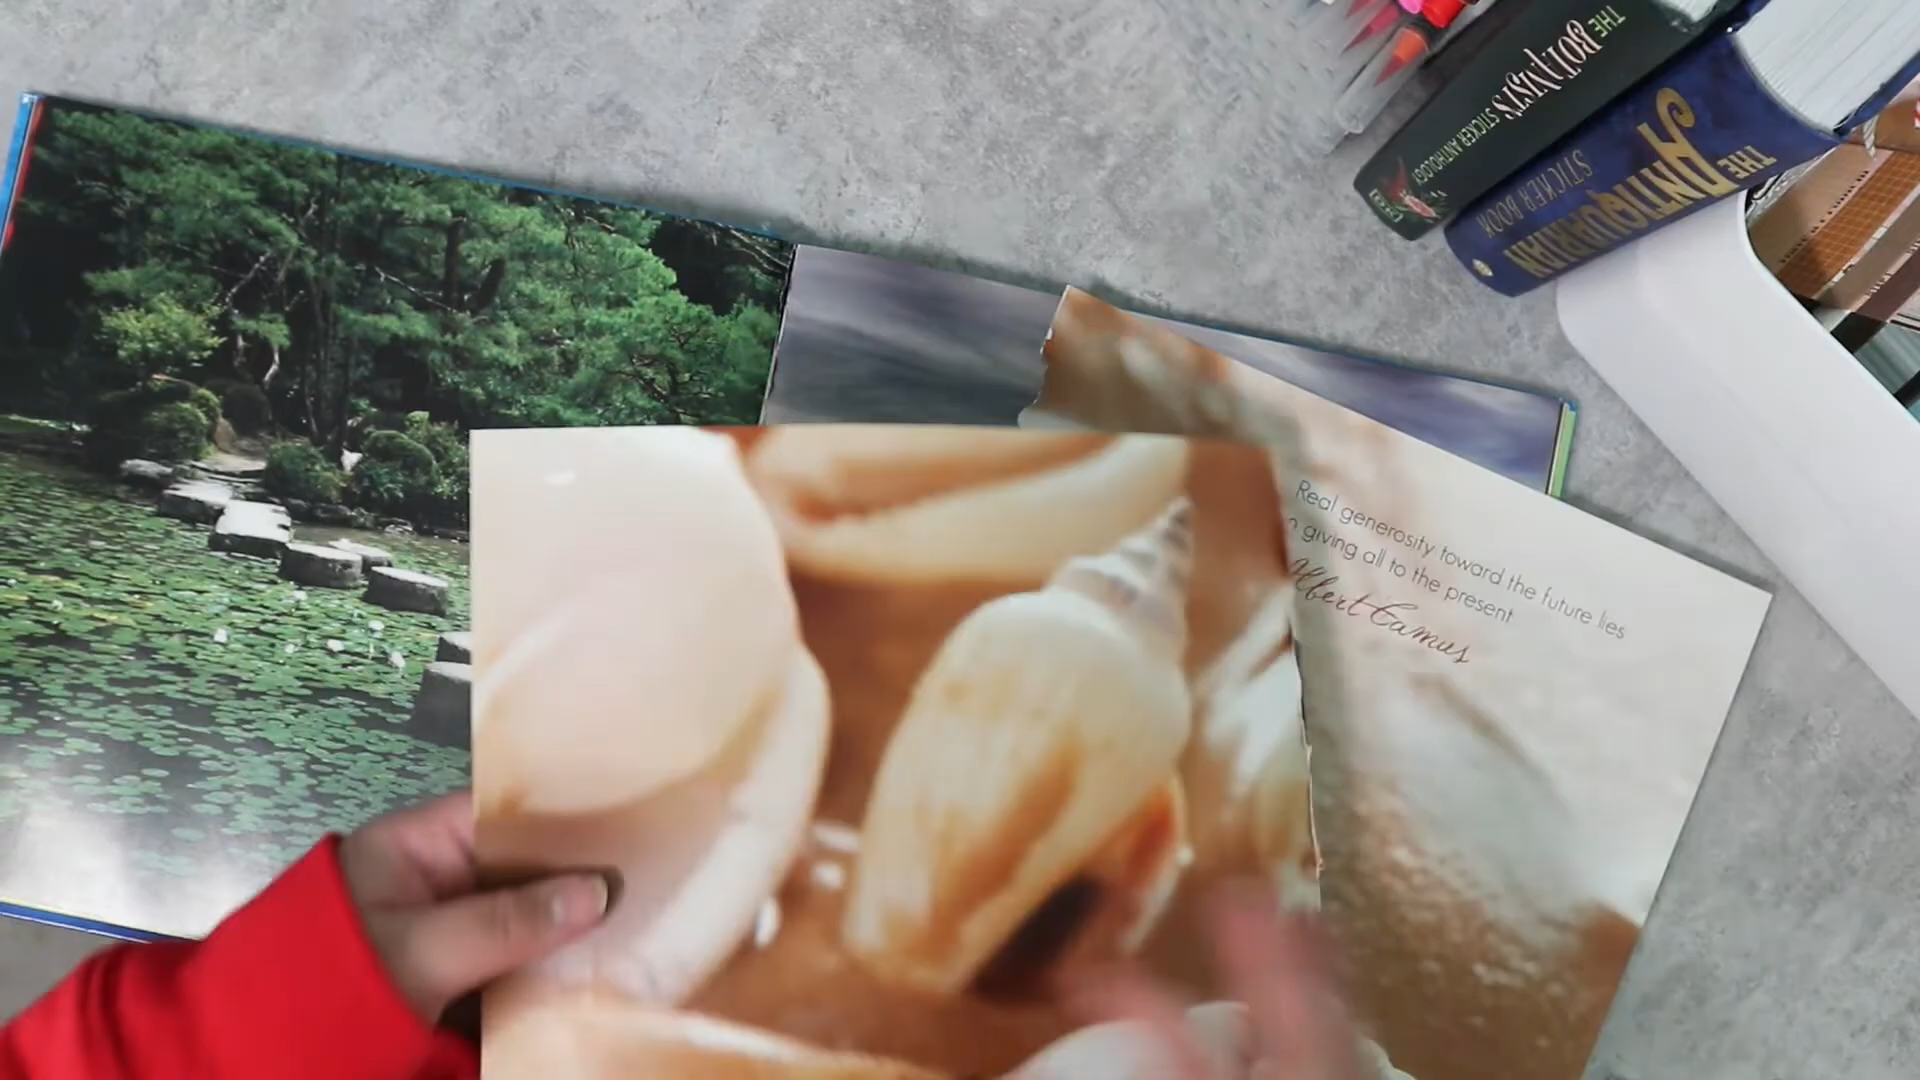 THE BOTANIST'S STICKER ANTHOLOGY
THE ANTIQUARIAN
STICKER BOOK
Real generosity toward the future lies
n giving all to the present
Albert Camus